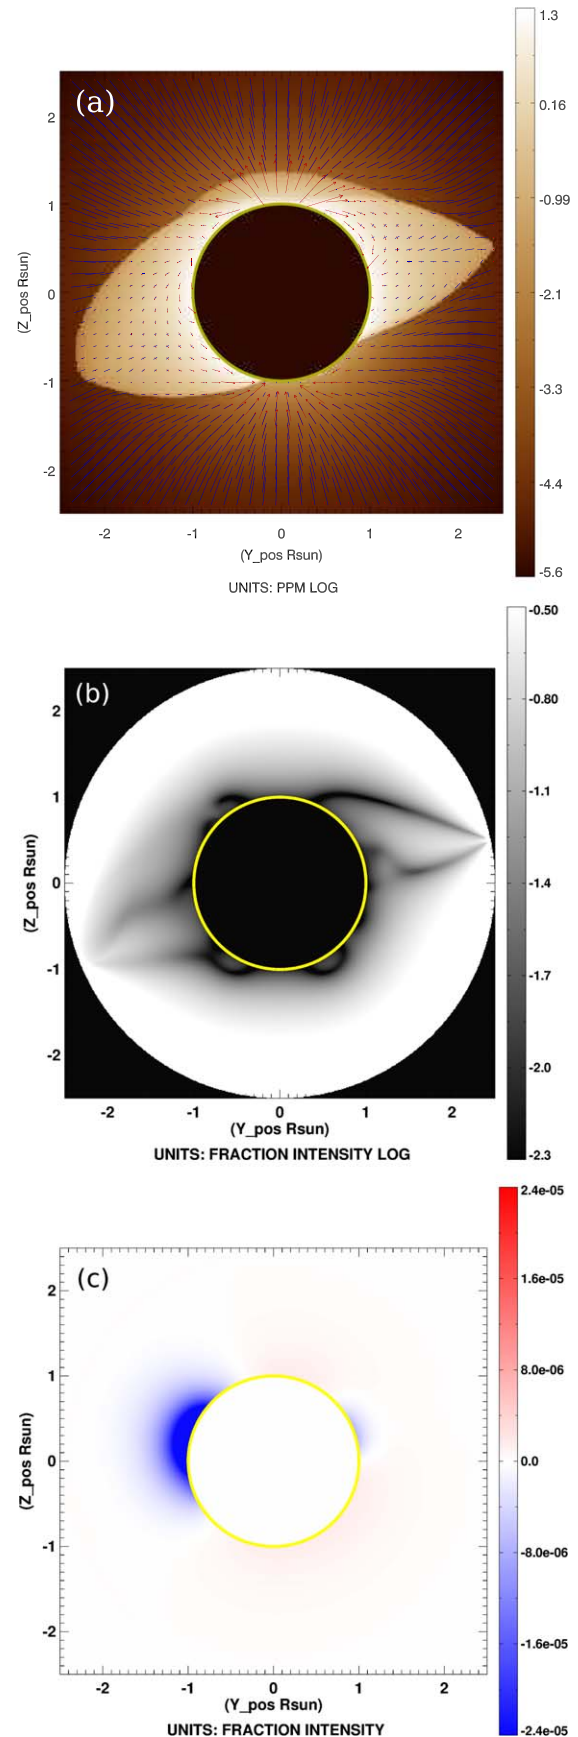 (a)
1.3
0.16
-0.99
-2.1
-3.3
-4.4
-5.6
2
1
0
-1
-2
(Z_pos Rsun)
-2 -1 0 1 2
(Y_pos Rsun)
UNITS: PPM LOG
(b)
-0.50
-0.80
-1.1
-1.4
-1.7
-2.0
-2.3
2
1
0
-1
-2
(Z_pos Rsun)
-2 -1 0 1 2
(Y_pos Rsun)
UNITS: FRACTION INTENSITY LOG
(c)
2.4e-05
1.6e-05
8.0e-06
0.0
-8.0e-06
-1.6e-05
-2.4e-05
2
1
0
-1
-2
(Z_pos Rsun)
-2 -1 0 1 2
(Y_pos Rsun)
UNITS: FRACTION INTENSITY